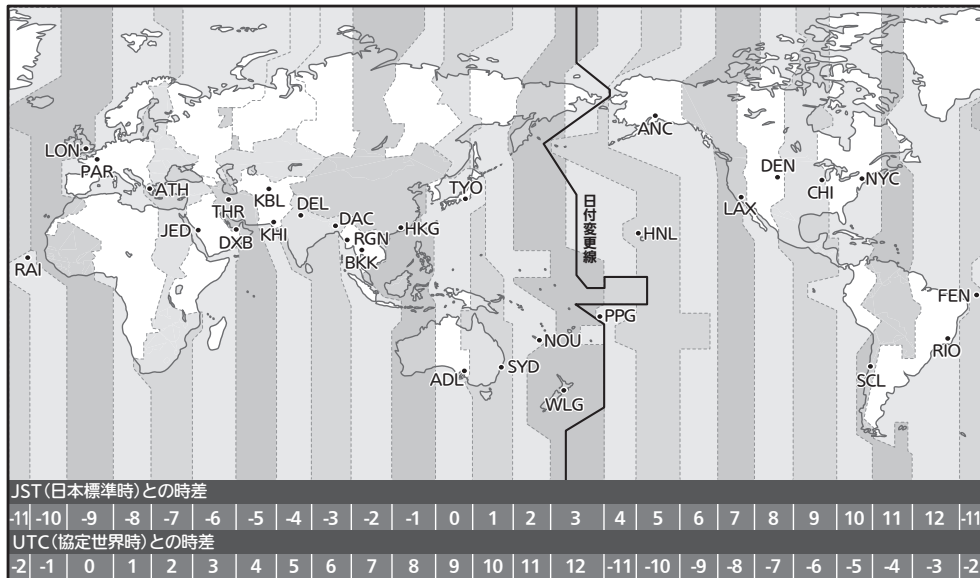 ANC
LON
PAR
DEN
NYC
CHI
ATH
KBL
DEL
TYO
THR
LAX
DAC
JED
DXB
KHI
RGN
HKG
HNL
BKK
RAI
日付変更線
FEN
PPG
NOU
RIO
ADL
SYD
SCL
WLG
JST(日本標準時)との時差
-11 -10 -9 -8 -7 -6 -5 -4 -3 -2 -1 0 1 2 3 4 5 6 7 8 9 10 11 12 -11
UTC(協定世界時)との時差
-2 -1 0 1 2 3 4 5 6 7 8 9 10 11 12 -11 -10 -9 -8 -7 -6 -5 -4 -3 -2